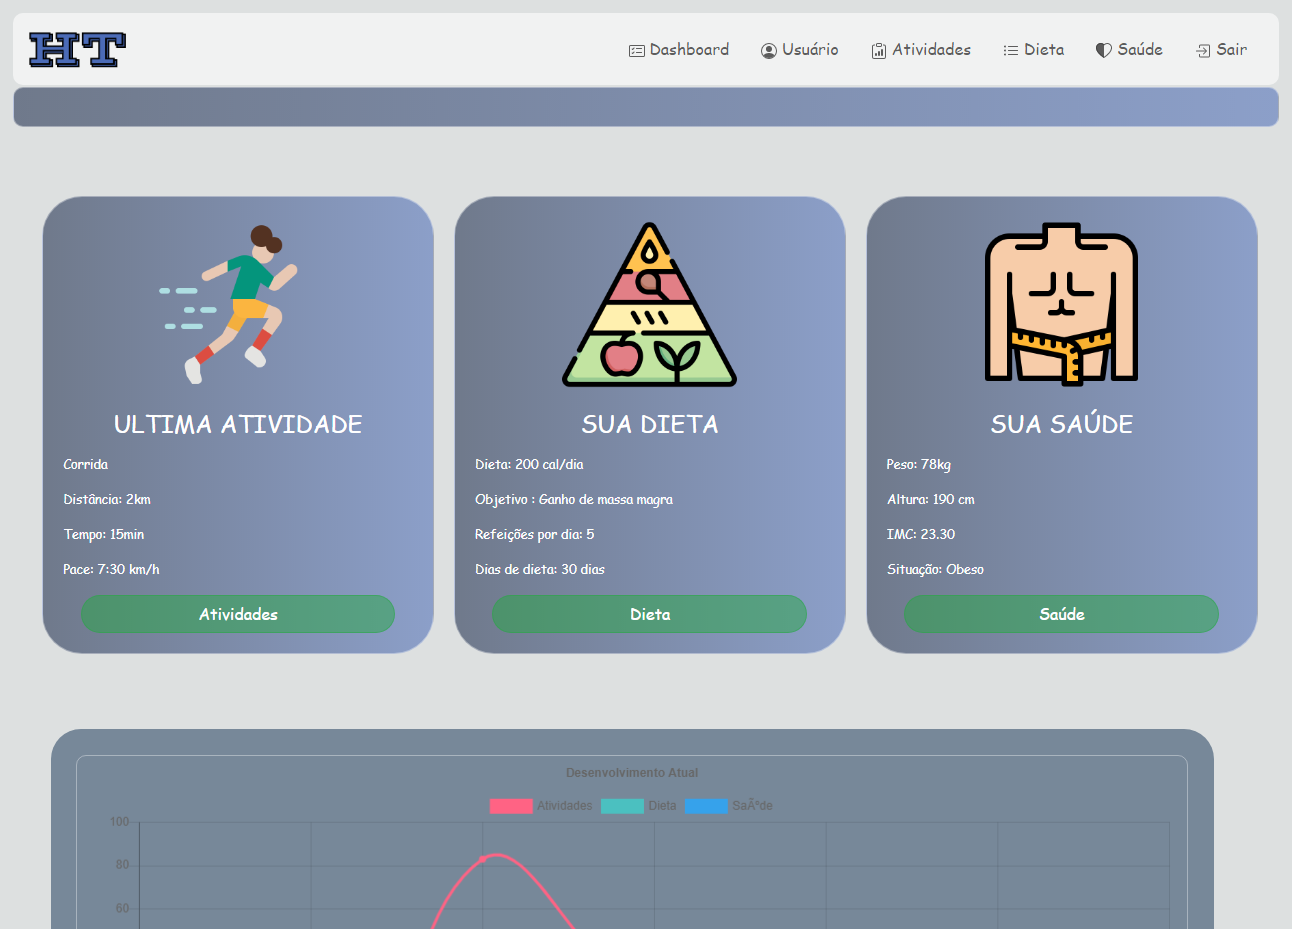 HT
Dashboard Usuário Atividades Dieta Saúde Sair
ULTIMA ATIVIDADE
Corrida
Distância: 2km
Tempo: 15min
Pace: 7:30 km/h
Atividades
SUA DIETA
Dieta: 200 cal/dia
Objetivo : Ganho de massa magra
Refeições por dia: 5
Dias de dieta: 30 dias
Dieta
SUA SAÚDE
Peso: 78kg
Altura: 190 cm
IMC: 23.30
Situação: Obeso
Saúde
Desenvolvimento Atual
Atividades Dieta SaÃºde
100
80
60